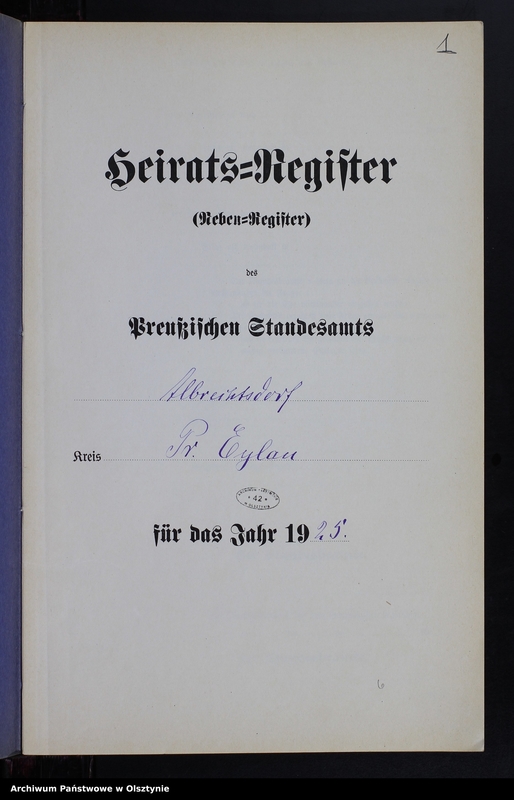 1
Heirats=Register
(Neben=Register)
des
Preußischen Standesamts
Albrechtsdorf
Kreis Pr. Eylau
42
für das Jahr 1925.
6
Archiwum Państwowe w Olsztynie